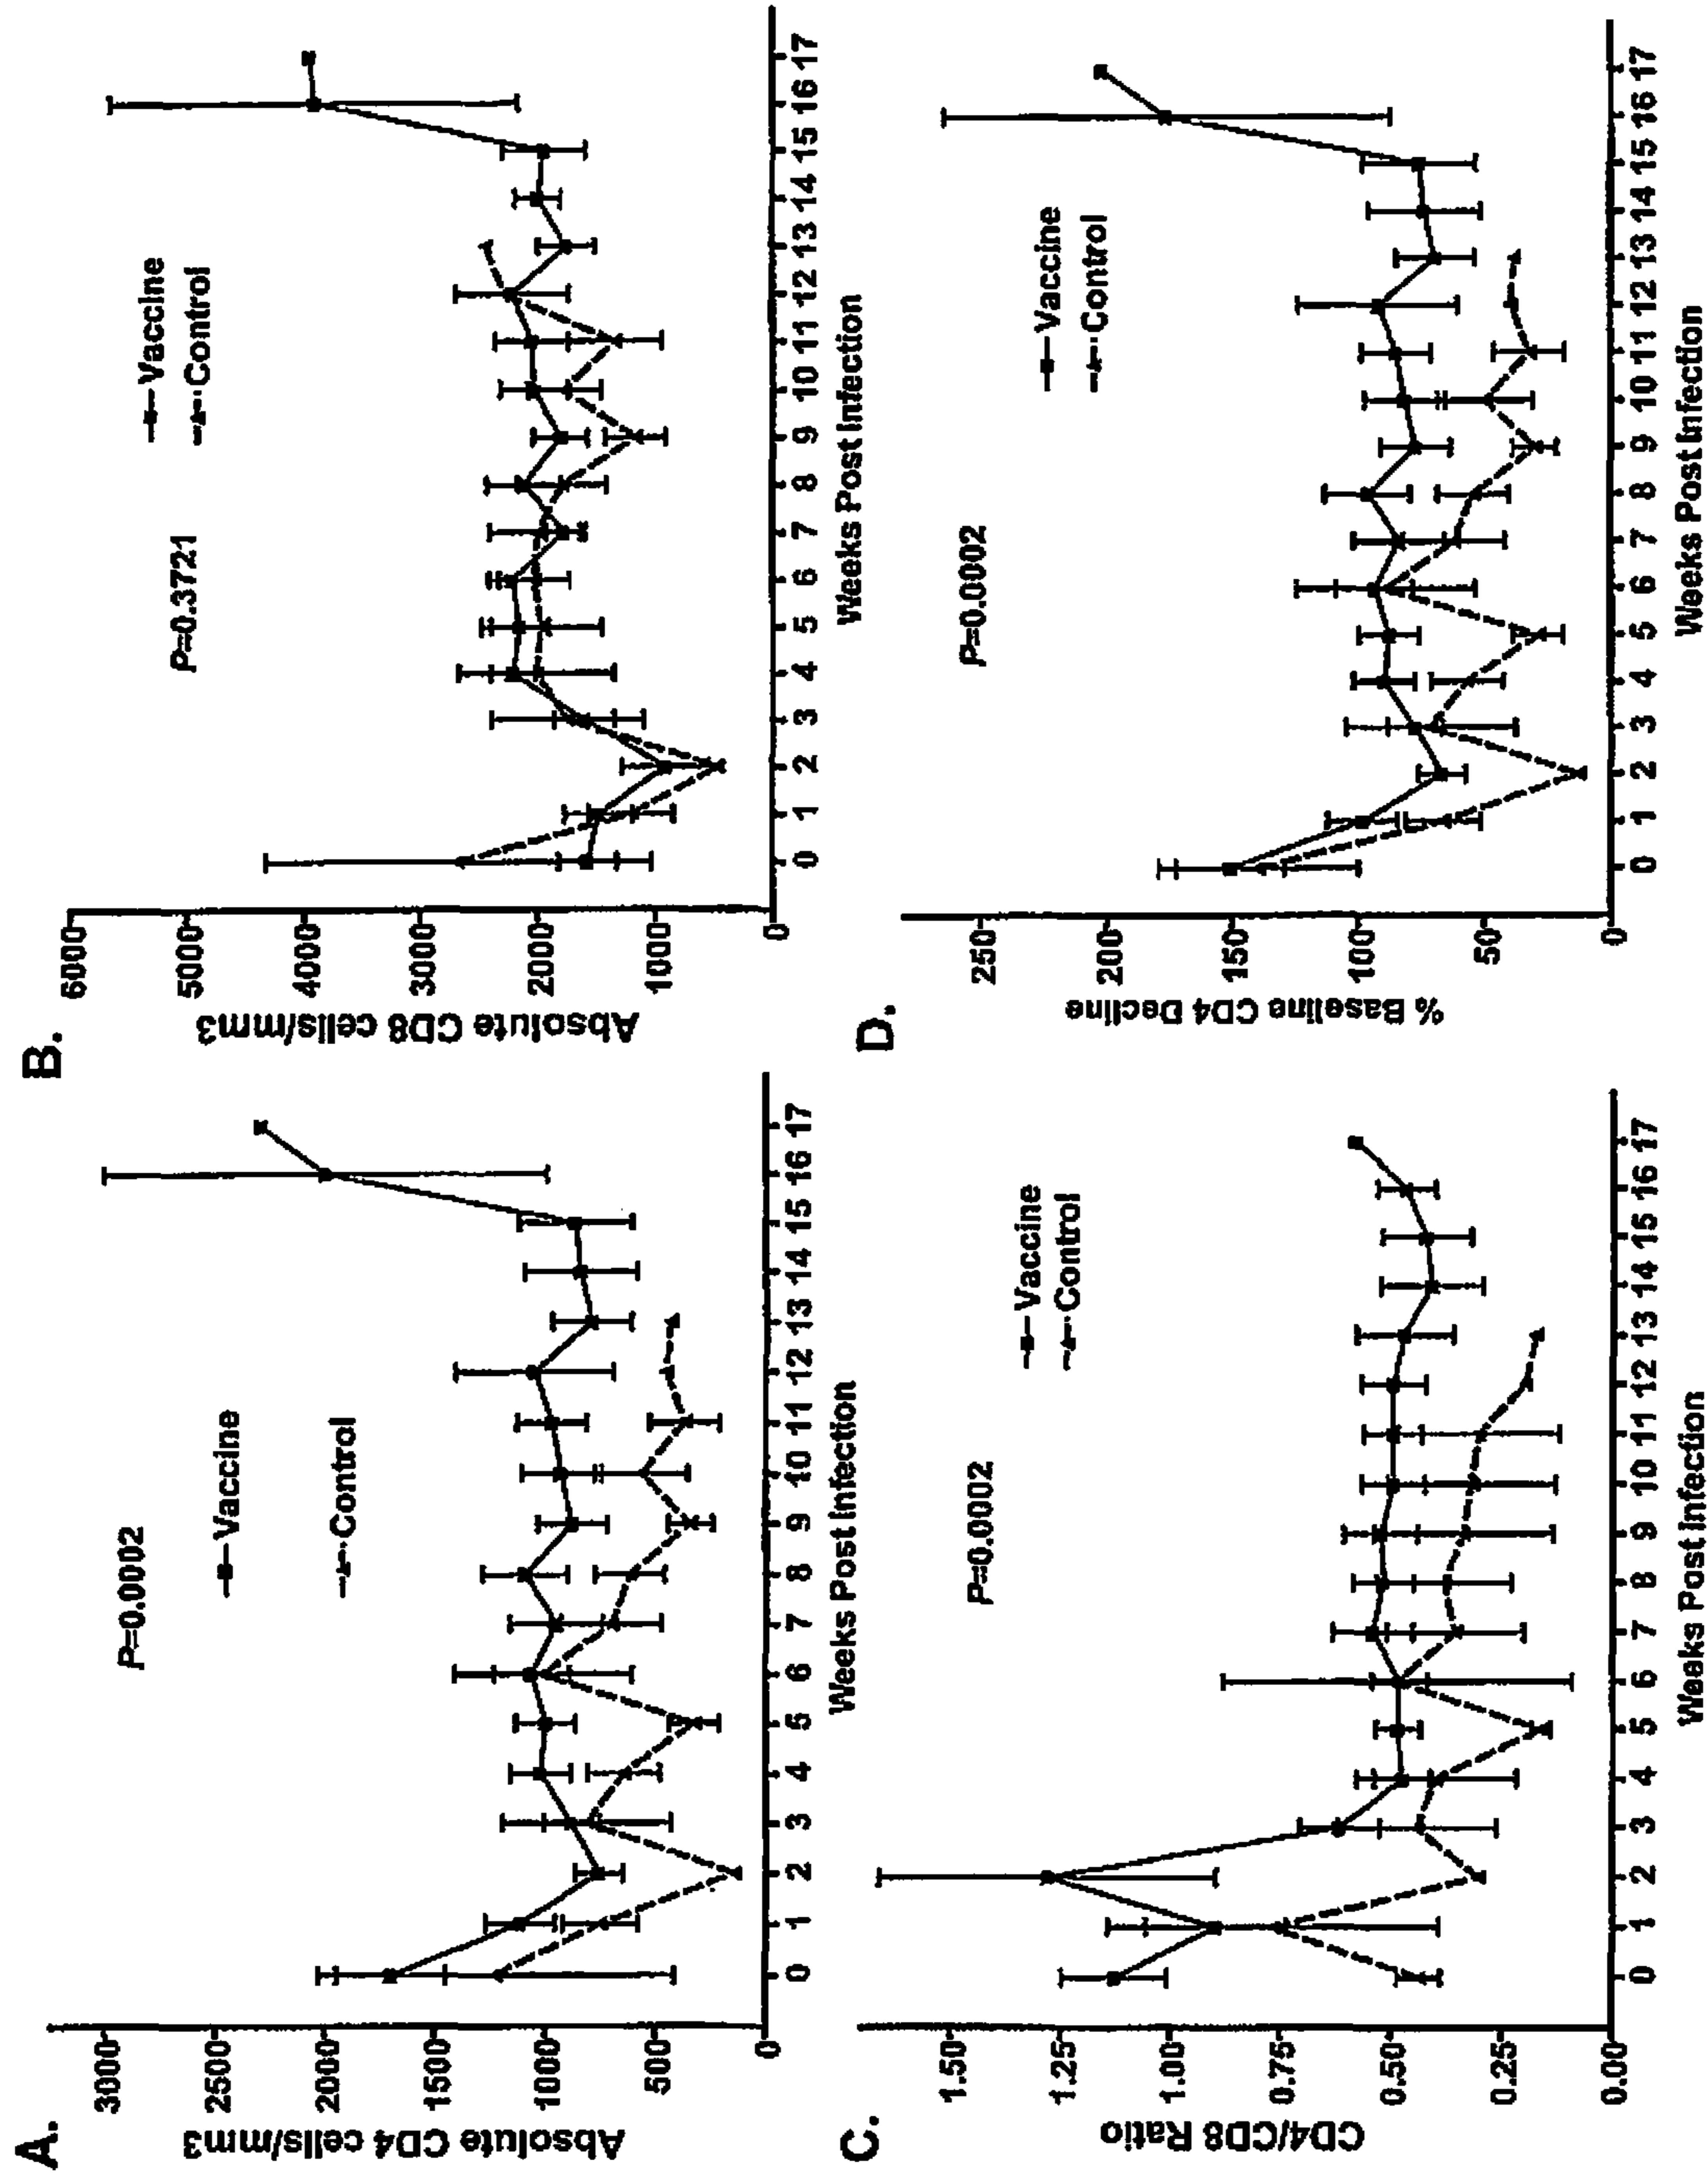 A.
Absolute CD4 cells/mm3
3000
2500
2000
1500
1000
500
0
P=0.0002
Vaccine
Control
0 1 2 3 4 5 6 7 8 9 10 11 12 13 14 15 16 17
Weeks Post Infection
B.
Absolute CD8 cells/mm3
6000
5000
4000
3000
2000
1000
0
P=0.3721
Vaccine
Control
0 1 2 3 4 5 6 7 8 9 10 11 12 13 14 15 16 17
Weeks Post Infection
C.
CD4/CD8 Ratio
1.50
1.25
1.00
0.75
0.50
0.25
0.00
P=0.0002
Vaccine
Control
0 1 2 3 4 5 6 7 8 9 10 11 12 13 14 15 16 17
Weeks Post Infection
D.
% Baseline CD4 Decline
250
200
150
100
50
0
P=0.0002
Vaccine
Control
0 1 2 3 4 5 6 7 8 9 10 11 12 13 14 15 16 17
Weeks Post Infection